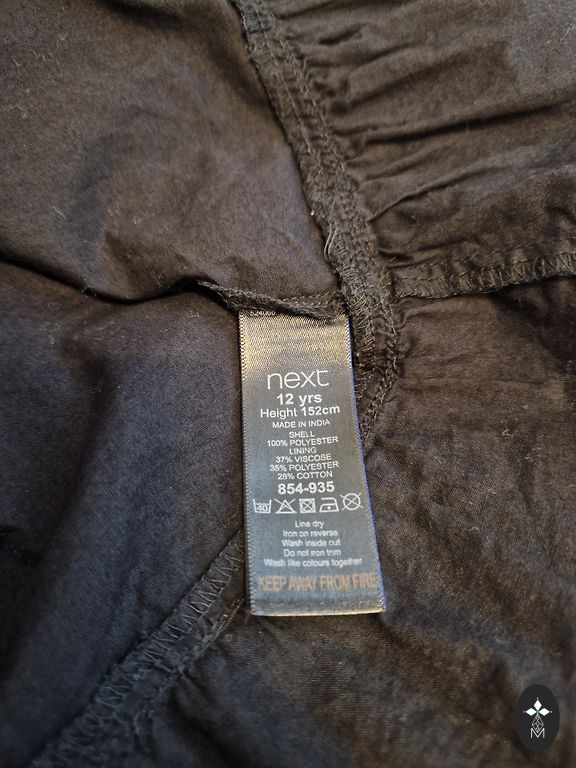 next
12 yrs
Height 152cm
MADE IN INDIA
SHELL
100% POLYESTER
LINING
37% VISCOSE
35% POLYESTER
28% COTTON
854-935
40
Line dry
Iron on reverse
Wash inside out
Do not iron trim
Wash like colours together
KEEP AWAY FROM FIRE
M